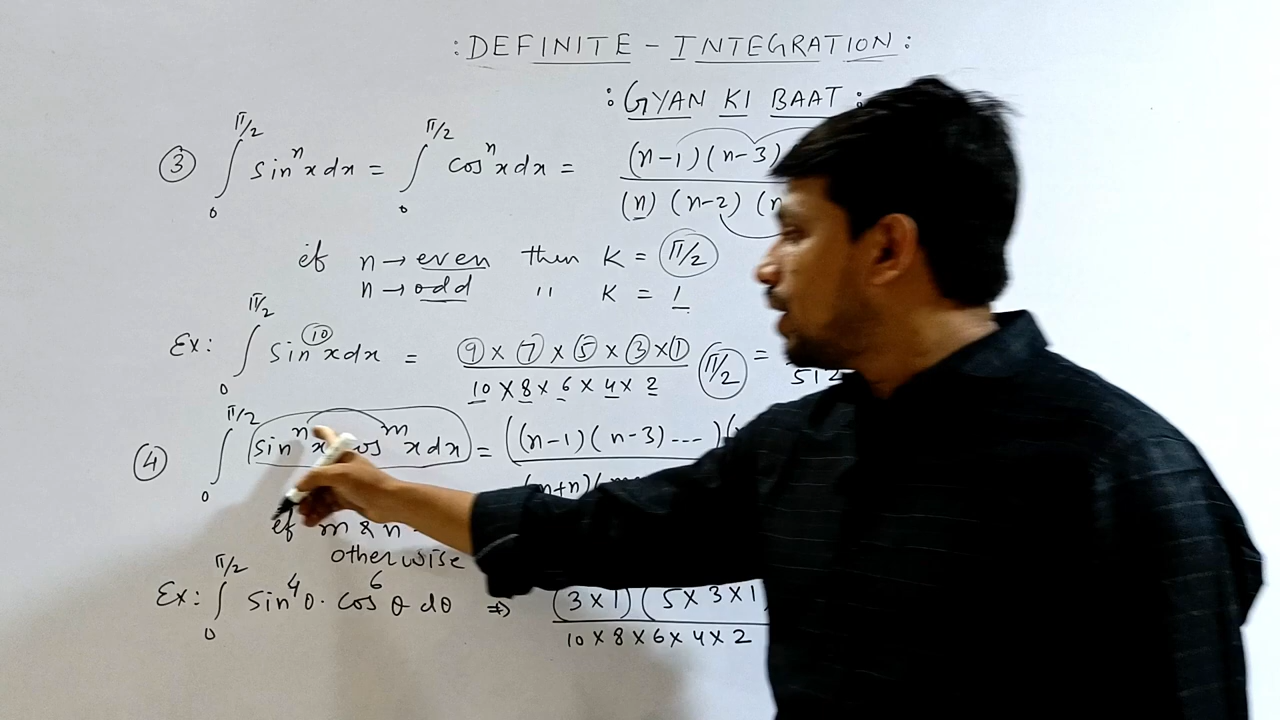 : DEFINITE - INTEGRATION :
: GYAN KI BAAT :
③ ∫₀^{π/2} sinⁿx dx = ∫₀^{π/2} cosⁿx dx = (n-1)(n-3) / (n)(n-2)(n
if n → even then K = π/2
n → odd '' K = 1
Ex: ∫₀^{π/2} sin¹⁰x dx = 9 × 7 × 5 × 3 × 1 / 10 × 8 × 6 × 4 × 2 π/2 = 512
④ ∫₀^{π/2} sinⁿx cosᵐx dx = ((n-1)(n-3)---)( / (m+n)(m
if m & n
otherwise
Ex: ∫₀^{π/2} sin⁴θ · cos⁶θ dθ ⇒ (3×1)(5×3×1) / 10×8×6×4×2